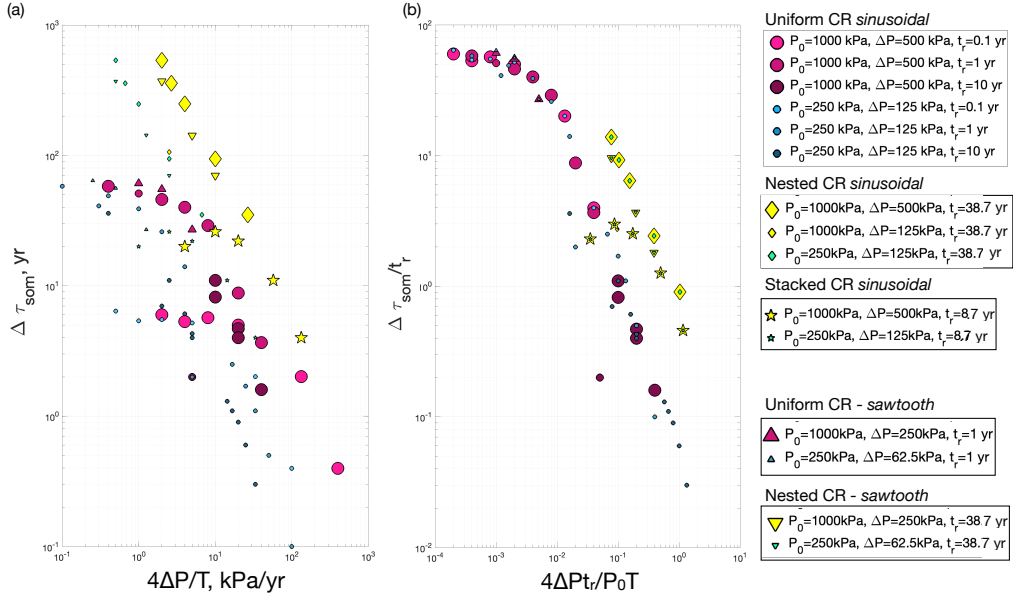 (a)
10³
10²
10¹
10⁰
10⁻¹
10⁻¹ 10⁰ 10¹ 10² 10³
Δ τsom, yr
4ΔP/T, kPa/yr
(b)
10²
10¹
10⁰
10⁻¹
10⁻²
10⁻⁴ 10⁻³ 10⁻² 10⁻¹ 10⁰ 10¹
Δ τsom/tr
4ΔPtr/P₀T
Uniform CR sinusoidal
P₀=1000 kPa, ΔP=500 kPa, tr=0.1 yr
P₀=1000 kPa, ΔP=500 kPa, tr=1 yr
P₀=1000 kPa, ΔP=500 kPa, tr=10 yr
P₀=250 kPa, ΔP=125 kPa, tr=0.1 yr
P₀=250 kPa, ΔP=125 kPa, tr=1 yr
P₀=250 kPa, ΔP=125 kPa, tr=10 yr
Nested CR sinusoidal
P₀=1000kPa, ΔP=500kPa, tr=38.7 yr
P₀=1000kPa, ΔP=125kPa, tr=38.7 yr
P₀=250kPa, ΔP=125kPa, tr=38.7 yr
Stacked CR sinusoidal
P₀=1000kPa, ΔP=500kPa, tr=8.7 yr
P₀=250kPa, ΔP=125kPa, tr=8.7 yr
Uniform CR - sawtooth
P₀=1000kPa, ΔP=250kPa, tr=1 yr
P₀=250kPa, ΔP=62.5kPa, tr=1 yr
Nested CR - sawtooth
P₀=1000kPa, ΔP=250kPa, tr=38.7 yr
P₀=250kPa, ΔP=62.5kPa, tr=38.7 yr